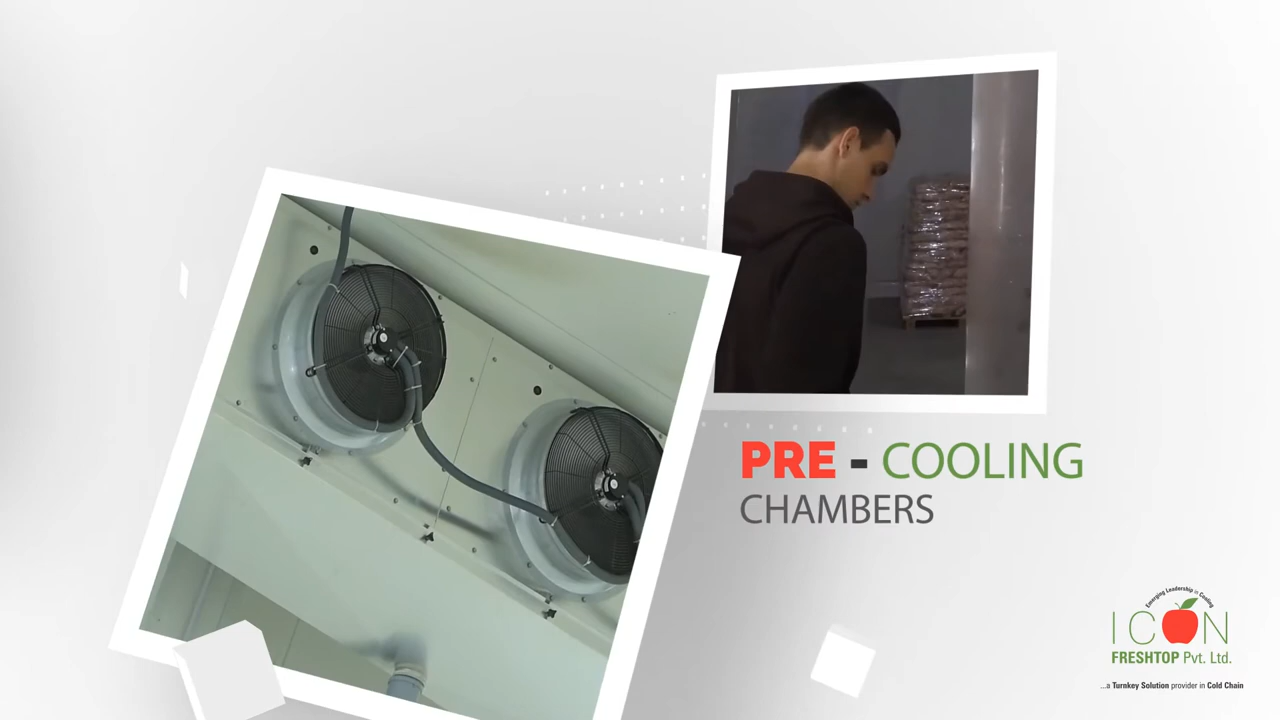 PRE - COOLING
CHAMBERS
Emerging Leadership in Cooling
ICON
FRESHTOP Pvt. Ltd.
...a Turnkey Solution provider in Cold Chain